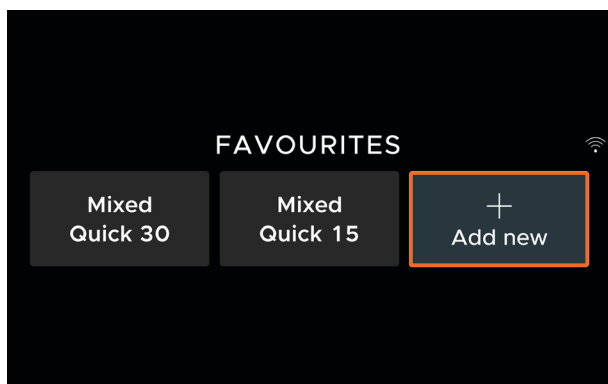 FAVOURITES
Mixed
Quick 30
Mixed
Quick 15
+
Add new